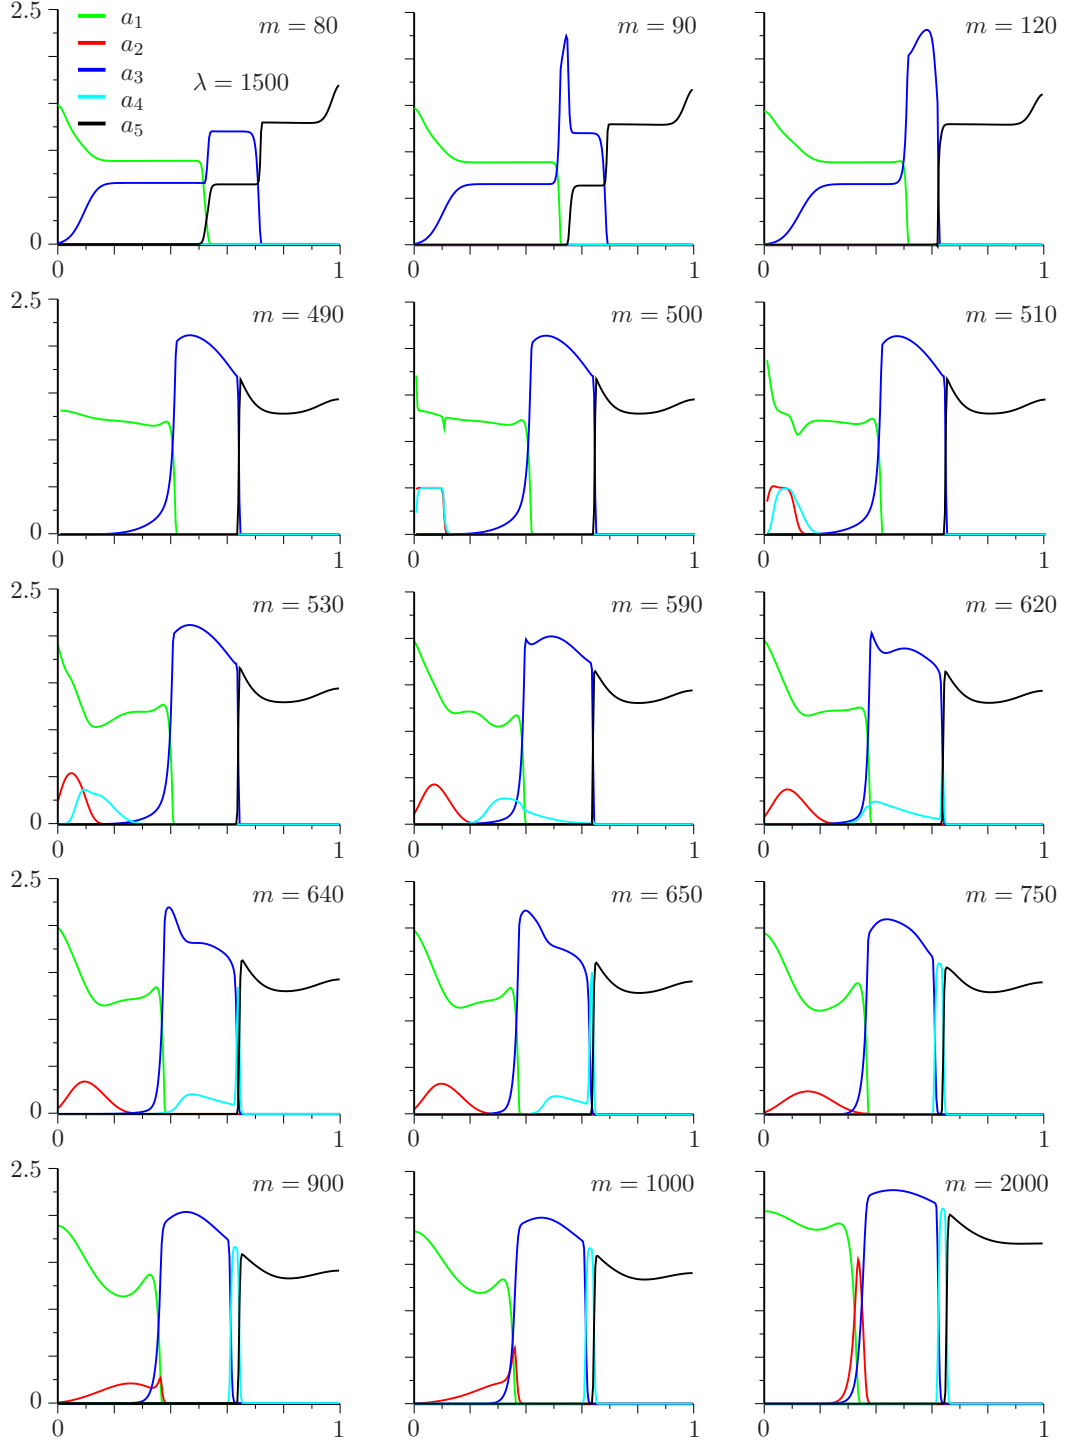 2.5
a1
a2
a3
a4
a5
m = 80
λ = 1500
m = 90
m = 120
0
0 1
0 1
0 1
2.5
m = 490
m = 500
m = 510
0
0 1
0 1
0 1
2.5
m = 530
m = 590
m = 620
0
0 1
0 1
0 1
2.5
m = 640
m = 650
m = 750
0
0 1
0 1
0 1
2.5
m = 900
m = 1000
m = 2000
0
0 1
0 1
0 1